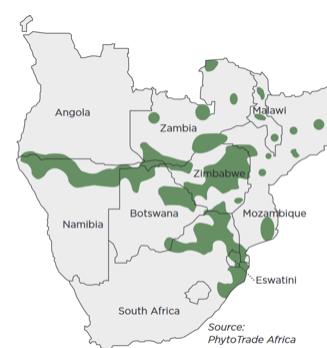 Angola
Malawi
Zambia
Zimbabwe
Mozambique
Botswana
Namibia
Eswatini
South Africa
Source:
PhytoTrade Africa